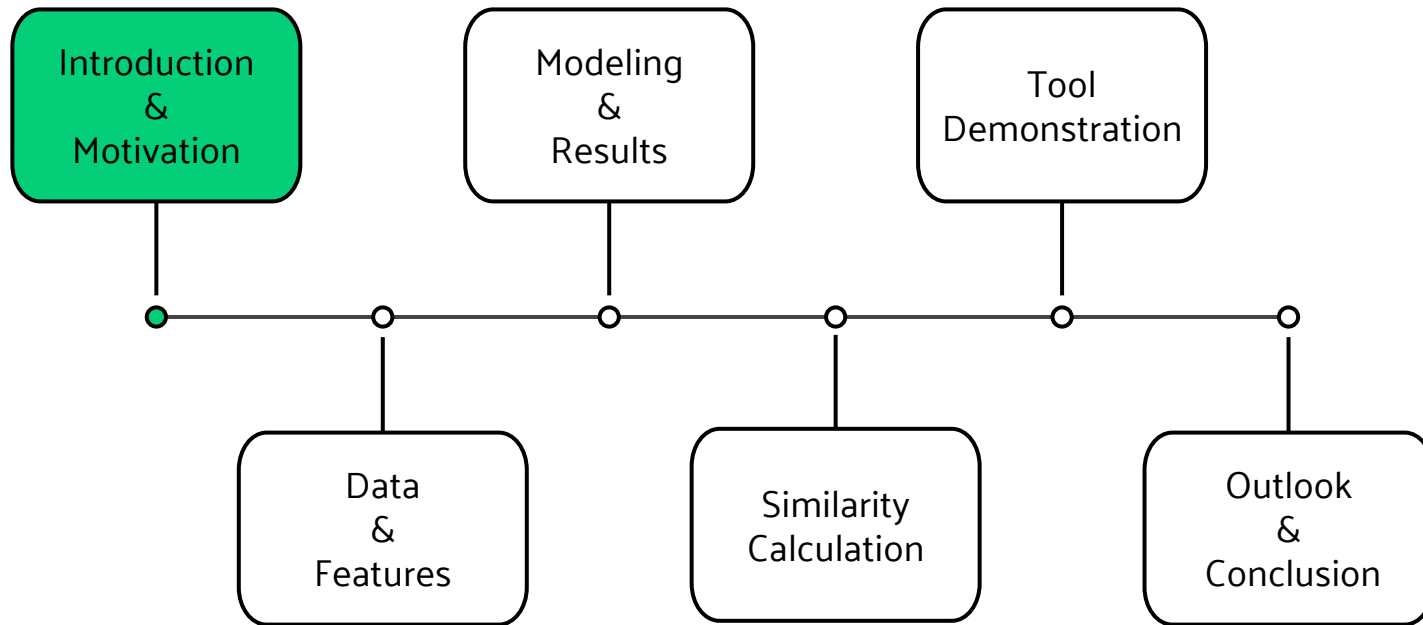 Introduction
&
Motivation
Data
&
Features
Modeling
&
Results
Similarity
Calculation
Tool
Demonstration
Outlook
&
Conclusion